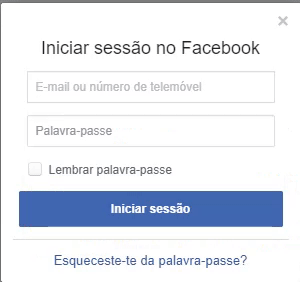 Iniciar sessão no Facebook
E-mail ou número de telemóvel
Palavra-passe
Lembrar palavra-passe
Iniciar sessão
Esqueceste-te da palavra-passe?